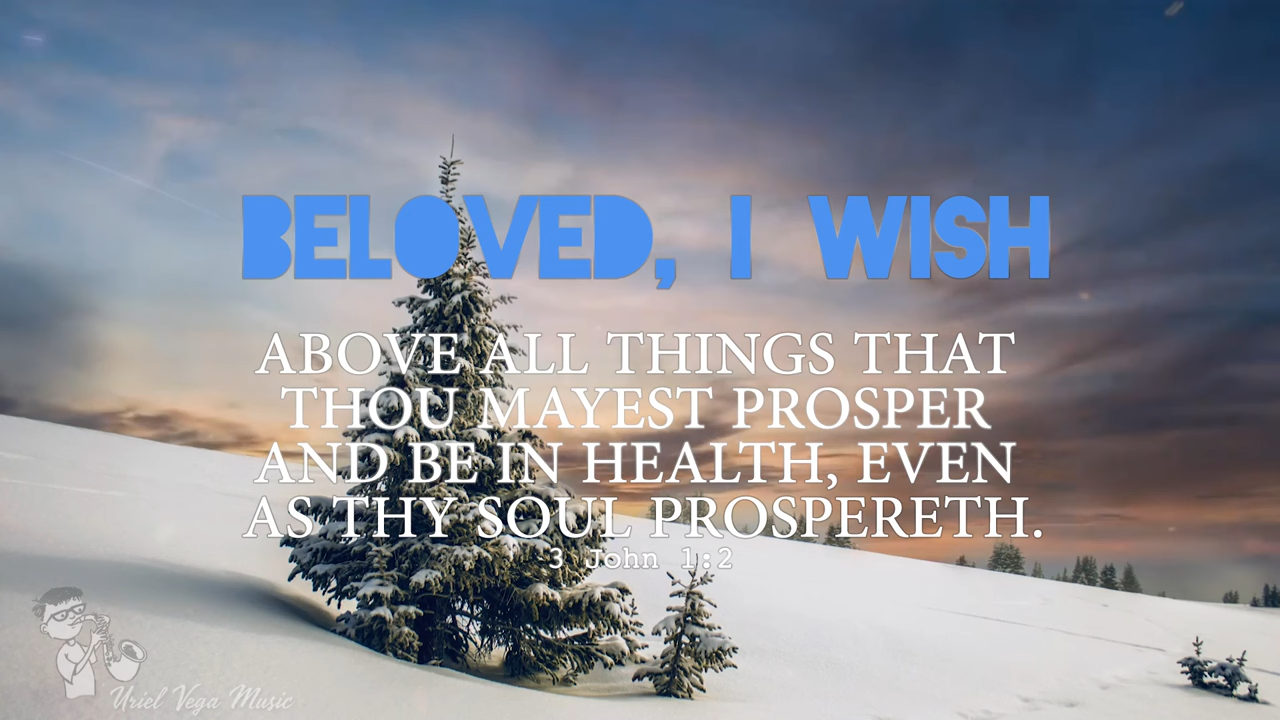 BELOVED, I WISH
ABOVE ALL THINGS THAT
THOU MAYEST PROSPER
AND BE IN HEALTH, EVEN
AS THY SOUL PROSPERETH.
3 John 1:2
Uriel Vega Music